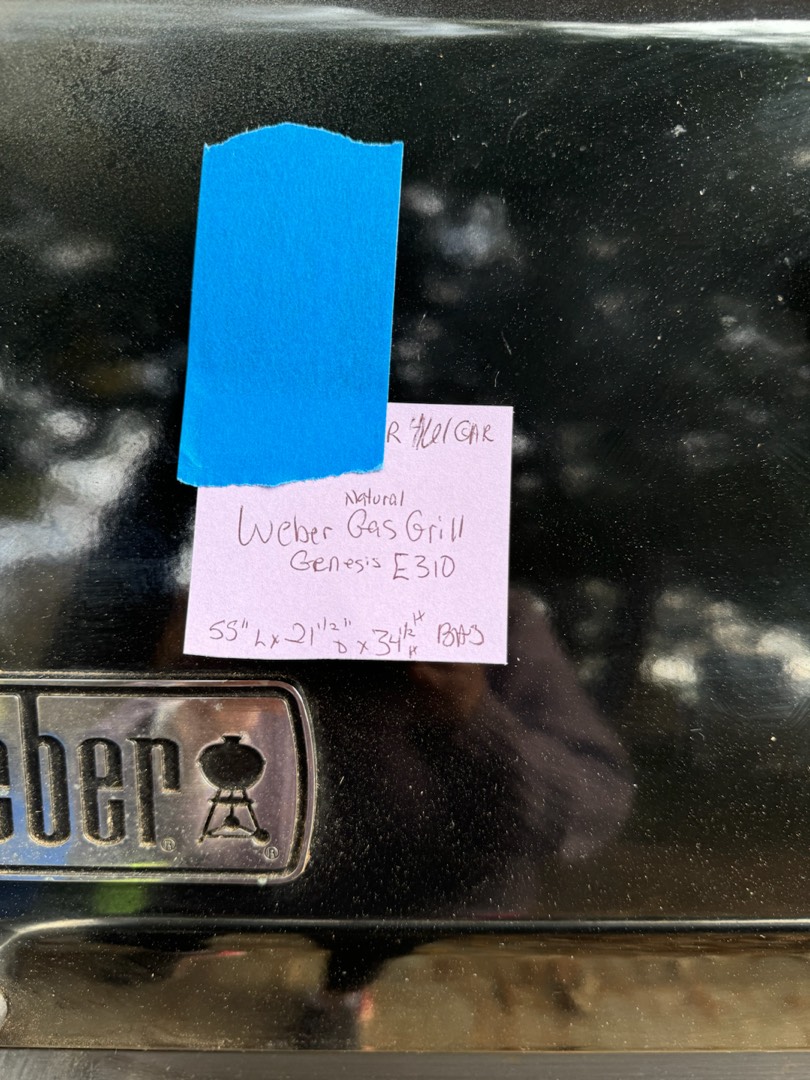 Natural
Weber Gas Grill
Genesis E310
55" L x 21 1/2" D x 34 1/2" H
eber